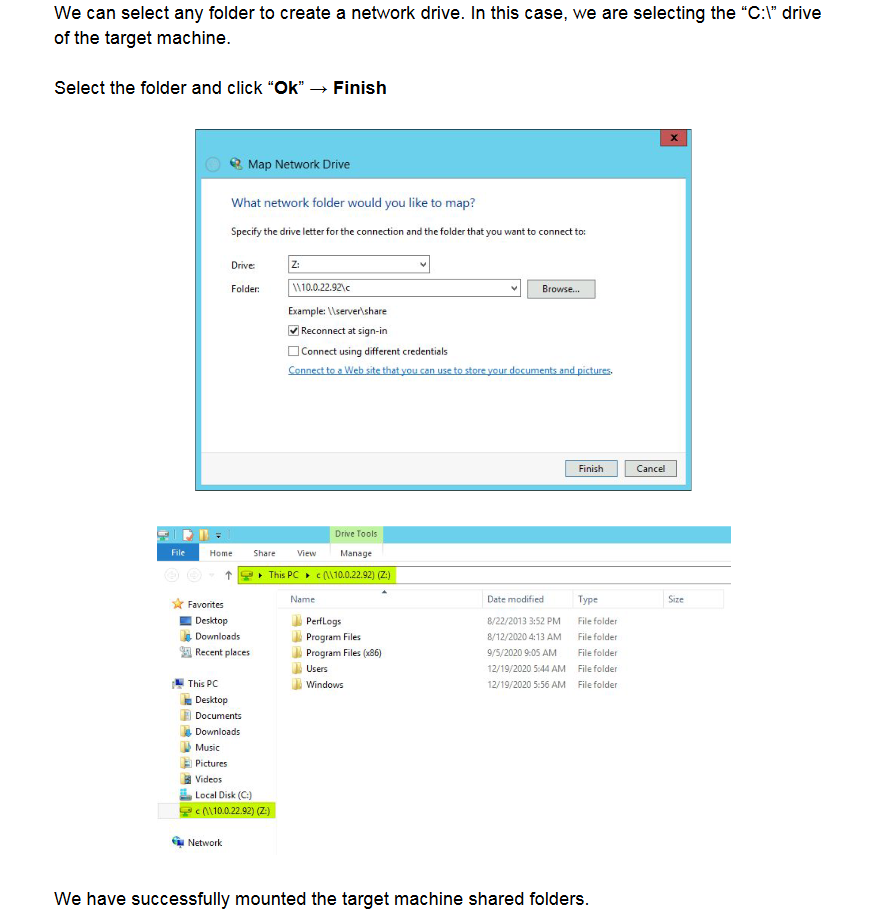 We can select any folder to create a network drive. In this case, we are selecting the “C:\” drive
of the target machine.
Select the folder and click “Ok” → Finish
x
Map Network Drive
What network folder would you like to map?
Specify the drive letter for the connection and the folder that you want to connect to:
Drive: Z:
Folder: \\10.0.22.92\c Browse...
Example: \\server\share
Reconnect at sign-in
Connect using different credentials
Connect to a Web site that you can use to store your documents and pictures.
Finish Cancel
Drive Tools
File Home Share View Manage
This PC c (\\10.0.22.92) (Z:)
Name Date modified Type Size
Favorites
Desktop
Downloads
Recent places
This PC
Desktop
Documents
Downloads
Music
Pictures
Videos
Local Disk (C:)
c (\\10.0.22.92) (Z:)
Network
PerfLogs 8/22/2013 3:52 PM File folder
Program Files 8/12/2020 4:13 AM File folder
Program Files (x86) 9/5/2020 9:05 AM File folder
Users 12/19/2020 5:44 AM File folder
Windows 12/19/2020 5:56 AM File folder
We have successfully mounted the target machine shared folders.